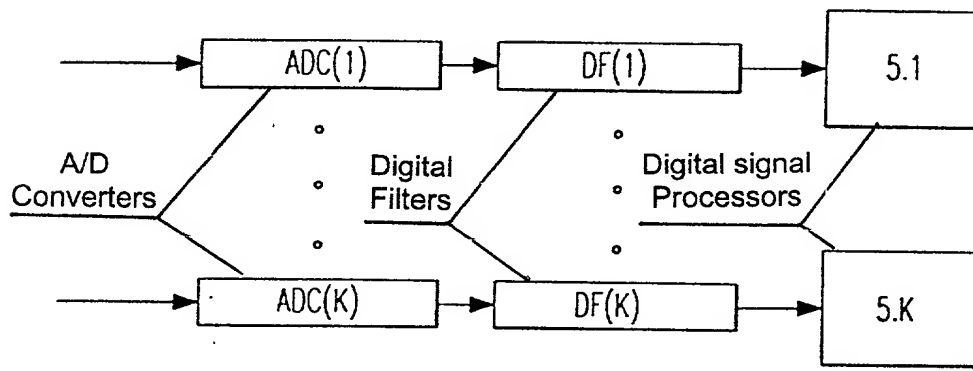 ADC(1)
DF(1)
5.1
A/D
Converters
Digital
Filters
Digital signal
Processors
ADC(K)
DF(K)
5.K